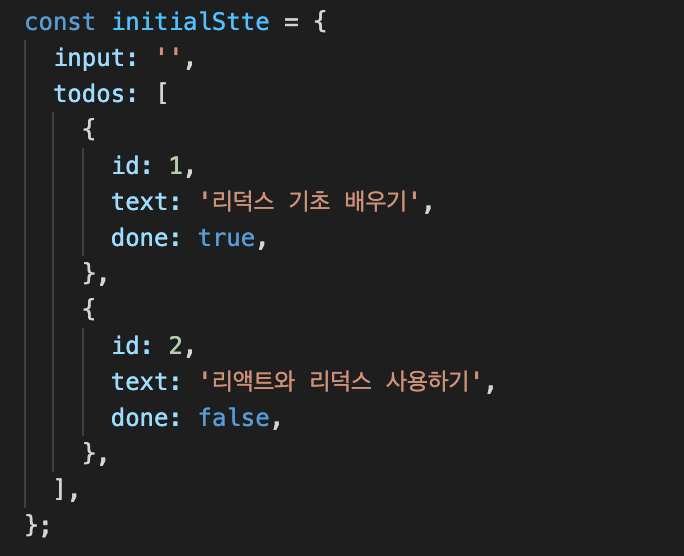 const initialStte = {
  input: '',
  todos: [
    {
      id: 1,
      text: '리덕스 기초 배우기',
      done: true,
    },
    {
      id: 2,
      text: '리액트와 리덕스 사용하기',
      done: false,
    },
  ],
};